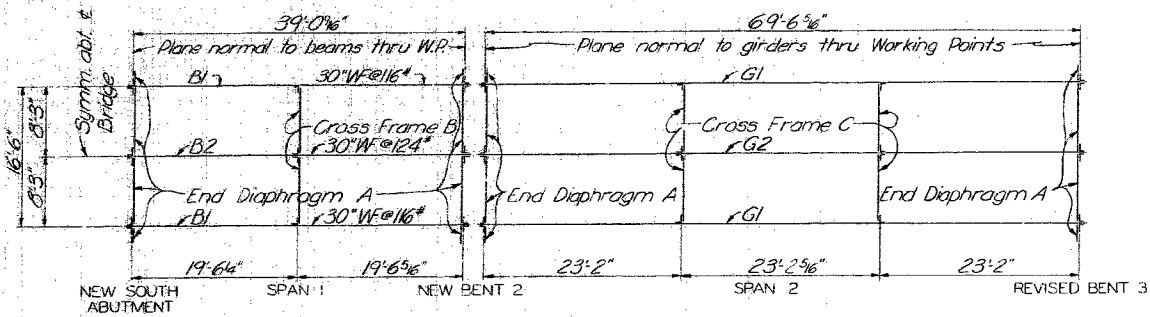 39'-0 9/16"
69'-6 5/16"
Plane normal to beams thru W.P.
Plane normal to girders thru Working Points
Symm. abt. ℄
Bridge
B1
30"WF@116#
G1
16'-6"
8'-3"
8'-3"
Cross Frame B
Cross Frame C
B2
30"WF@124#
G2
End Diaphragm A
End Diaphragm A
End Diaphragm A
B1
30"WF@116#
G1
19'-6 1/4"
19'-6 5/16"
23'-2"
23'-2 5/16"
23'-2"
NEW SOUTH
ABUTMENT
SPAN 1
NEW BENT 2
SPAN 2
REVISED BENT 3